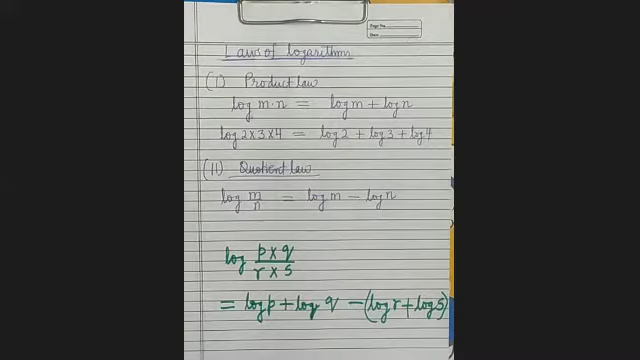 Laws of logarithm
(I) Product law
log m·n = log m + log n
log 2×3×4 = log 2 + log 3 + log 4
(II) Quotient law
log m/n = log m − log n
log p × q / r × s
= log p + log q − (log r + log s)